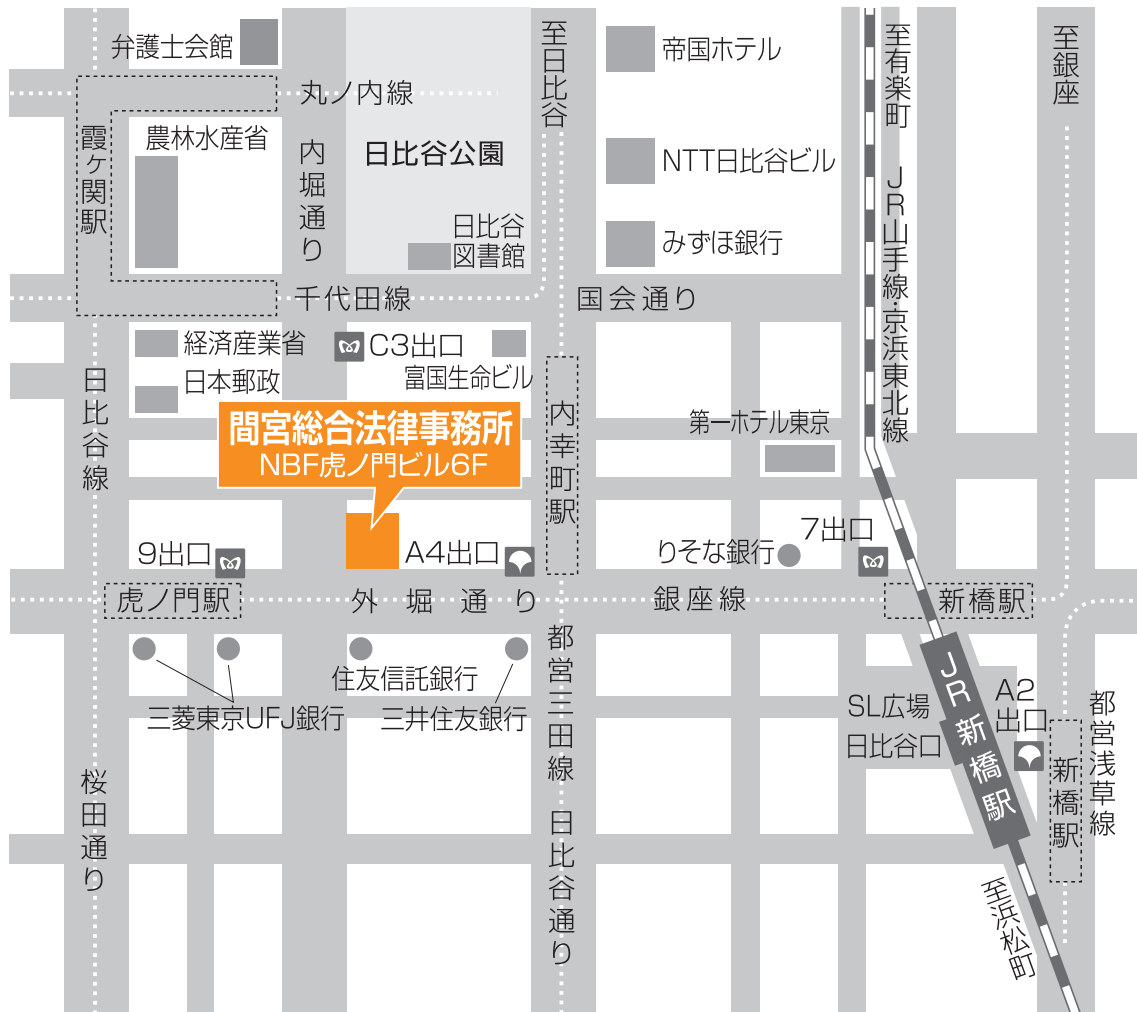 弁護士会館
丸ノ内線
至日比谷
帝国ホテル
至有楽町
至銀座
霞ヶ関駅
農林水産省
内堀通り
日比谷公園
NTT日比谷ビル
JR山手線・京浜東北線
日比谷
図書館
みずほ銀行
千代田線
国会通り
経済産業省
C3出口
日本郵政
富国生命ビル
日比谷線
間宮総合法律事務所
NBF虎ノ門ビル6F
内幸町駅
第一ホテル東京
9出口
A4出口
りそな銀行
7出口
虎ノ門駅
外堀通り
銀座線
新橋駅
住友信託銀行
三菱東京UFJ銀行
三井住友銀行
都営三田線
SL広場
日比谷口
JR新橋駅
A2
出口
新橋駅
都営浅草線
桜田通り
日比谷通り
至浜松町